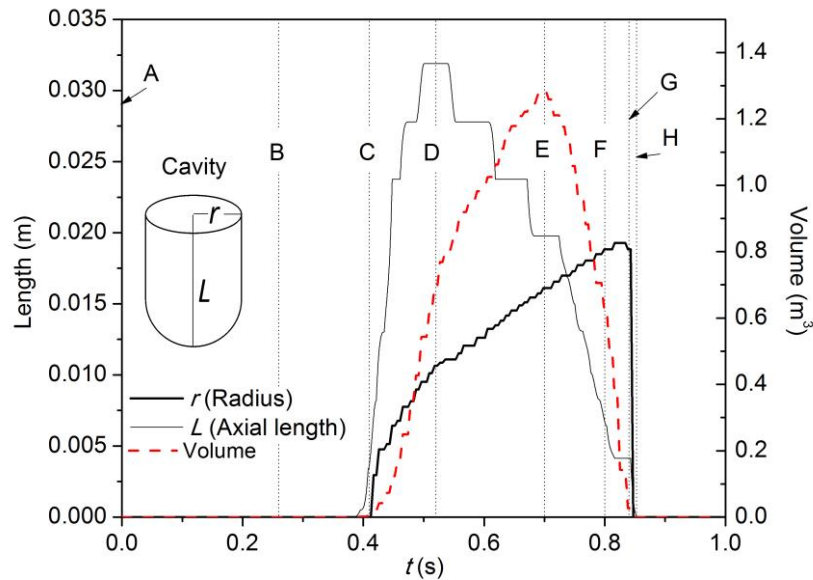 0.035
0.030
0.025
0.020
0.015
0.010
0.005
0.000
Length (m)
A
B
C
D
E
F
G
H
Cavity
r
L
r (Radius)
L (Axial length)
Volume
1.4
1.2
1.0
0.8
0.6
0.4
0.2
0.0
Volume (m3)
0.0 0.2 0.4 0.6 0.8 1.0
t (s)